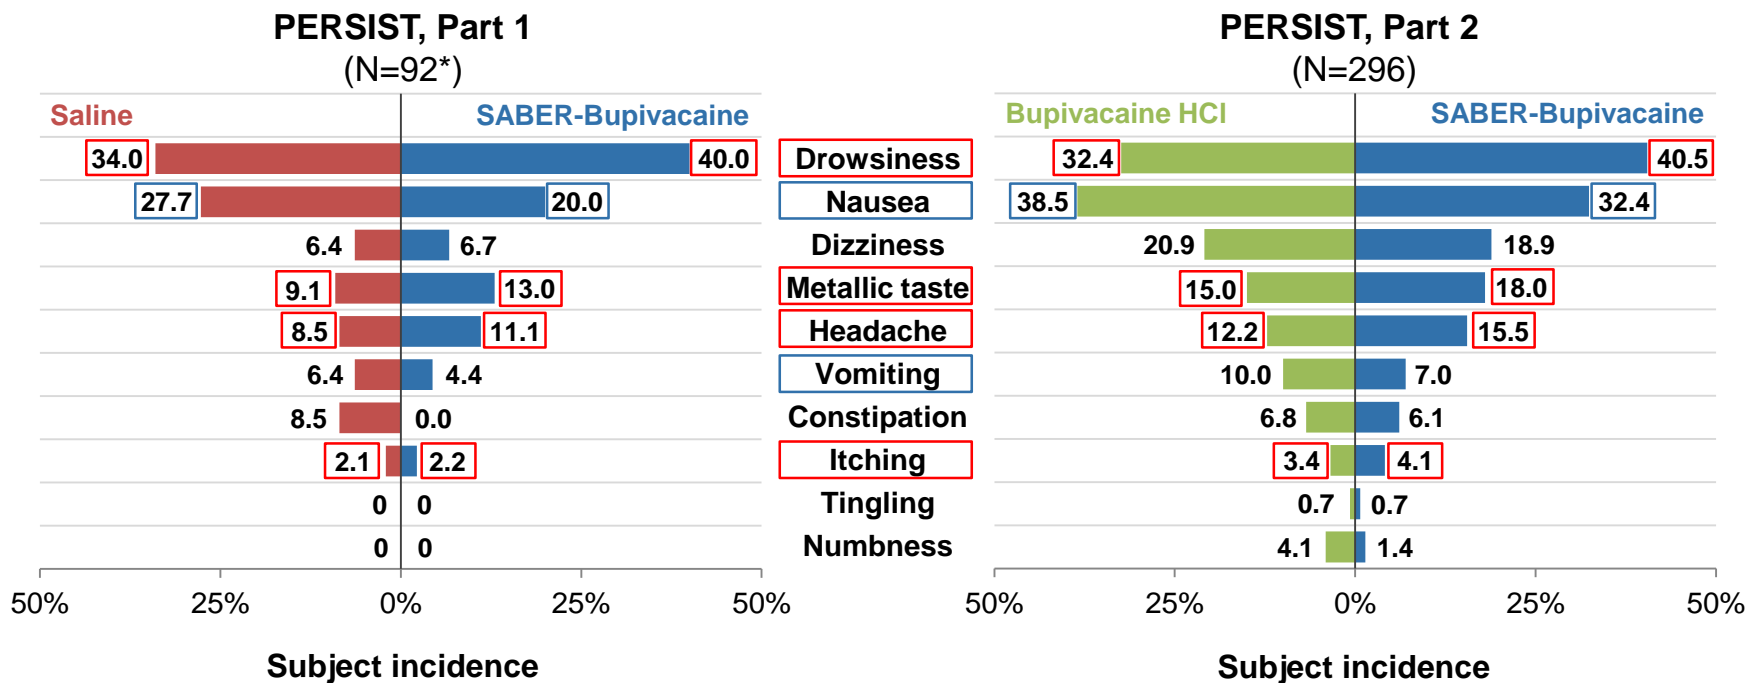 PERSIST, Part 1
(N=92*)
PERSIST, Part 2
(N=296)
Saline SABER-Bupivacaine
Bupivacaine HCl SABER-Bupivacaine
34.0 40.0 Drowsiness 32.4 40.5
27.7 20.0 Nausea 38.5 32.4
6.4 6.7 Dizziness 20.9 18.9
9.1 13.0 Metallic taste 15.0 18.0
8.5 11.1 Headache 12.2 15.5
6.4 4.4 Vomiting 10.0 7.0
8.5 0.0 Constipation 6.8 6.1
2.1 2.2 Itching 3.4 4.1
0 0 Tingling 0.7 0.7
0 0 Numbness 4.1 1.4
50% 25% 0% 25% 50%
50% 25% 0% 25% 50%
Subject incidence
Subject incidence